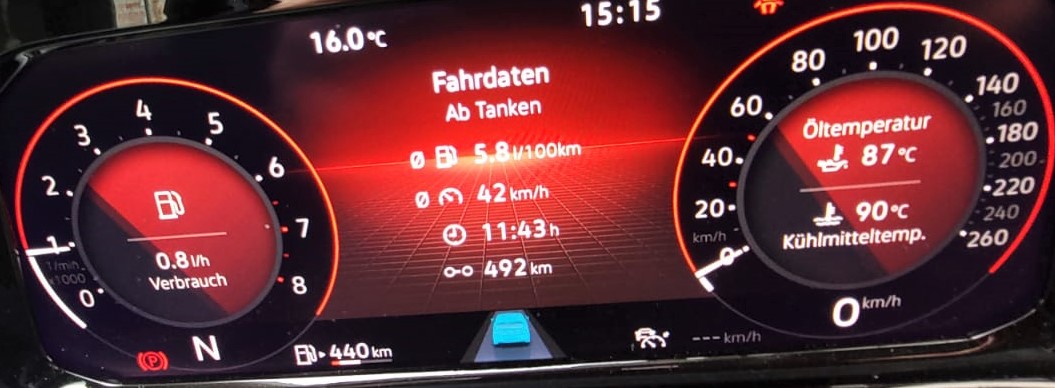 16.0°C
15:15
Fahrdaten
Ab Tanken
Ø 5.8 l/100km
Ø 42 km/h
11:43 h
492 km
0
1
2
3
4
5
6
7
8
1/min
x1000
0.8 l/h
Verbrauch
0
20
40
60
80
100
120
140
160
180
200
220
240
260
km/h
Öltemperatur
87°C
90°C
Kühlmitteltemp.
0 km/h
(P)
N
440 km
--- km/h